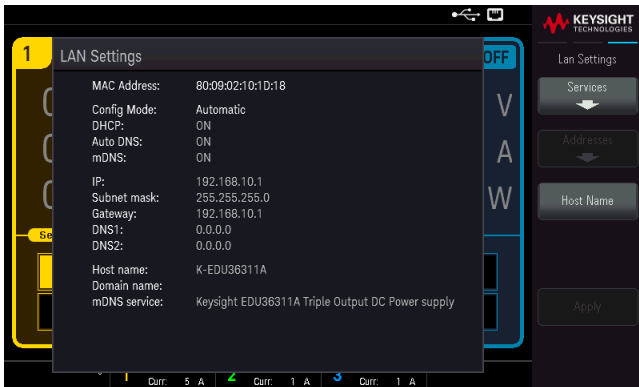 KEYSIGHT
TECHNOLOGIES
1
LAN Settings
OFF
Lan Settings
MAC Address: 80:09:02:10:1D:18
Services
Config Mode: Automatic
DHCP: ON
V
Auto DNS: ON
Addresses
mDNS: ON
A
IP: 192.168.10.1
Subnet mask: 255.255.255.0
W
Host Name
Gateway: 192.168.10.1
DNS1: 0.0.0.0
Se
DNS2: 0.0.0.0
Host name: K-EDU36311A
Domain name:
mDNS service: Keysight EDU36311A Triple Output DC Power supply
Apply
1 Curr: 5 A 2 Curr: 1 A 3 Curr: 1 A